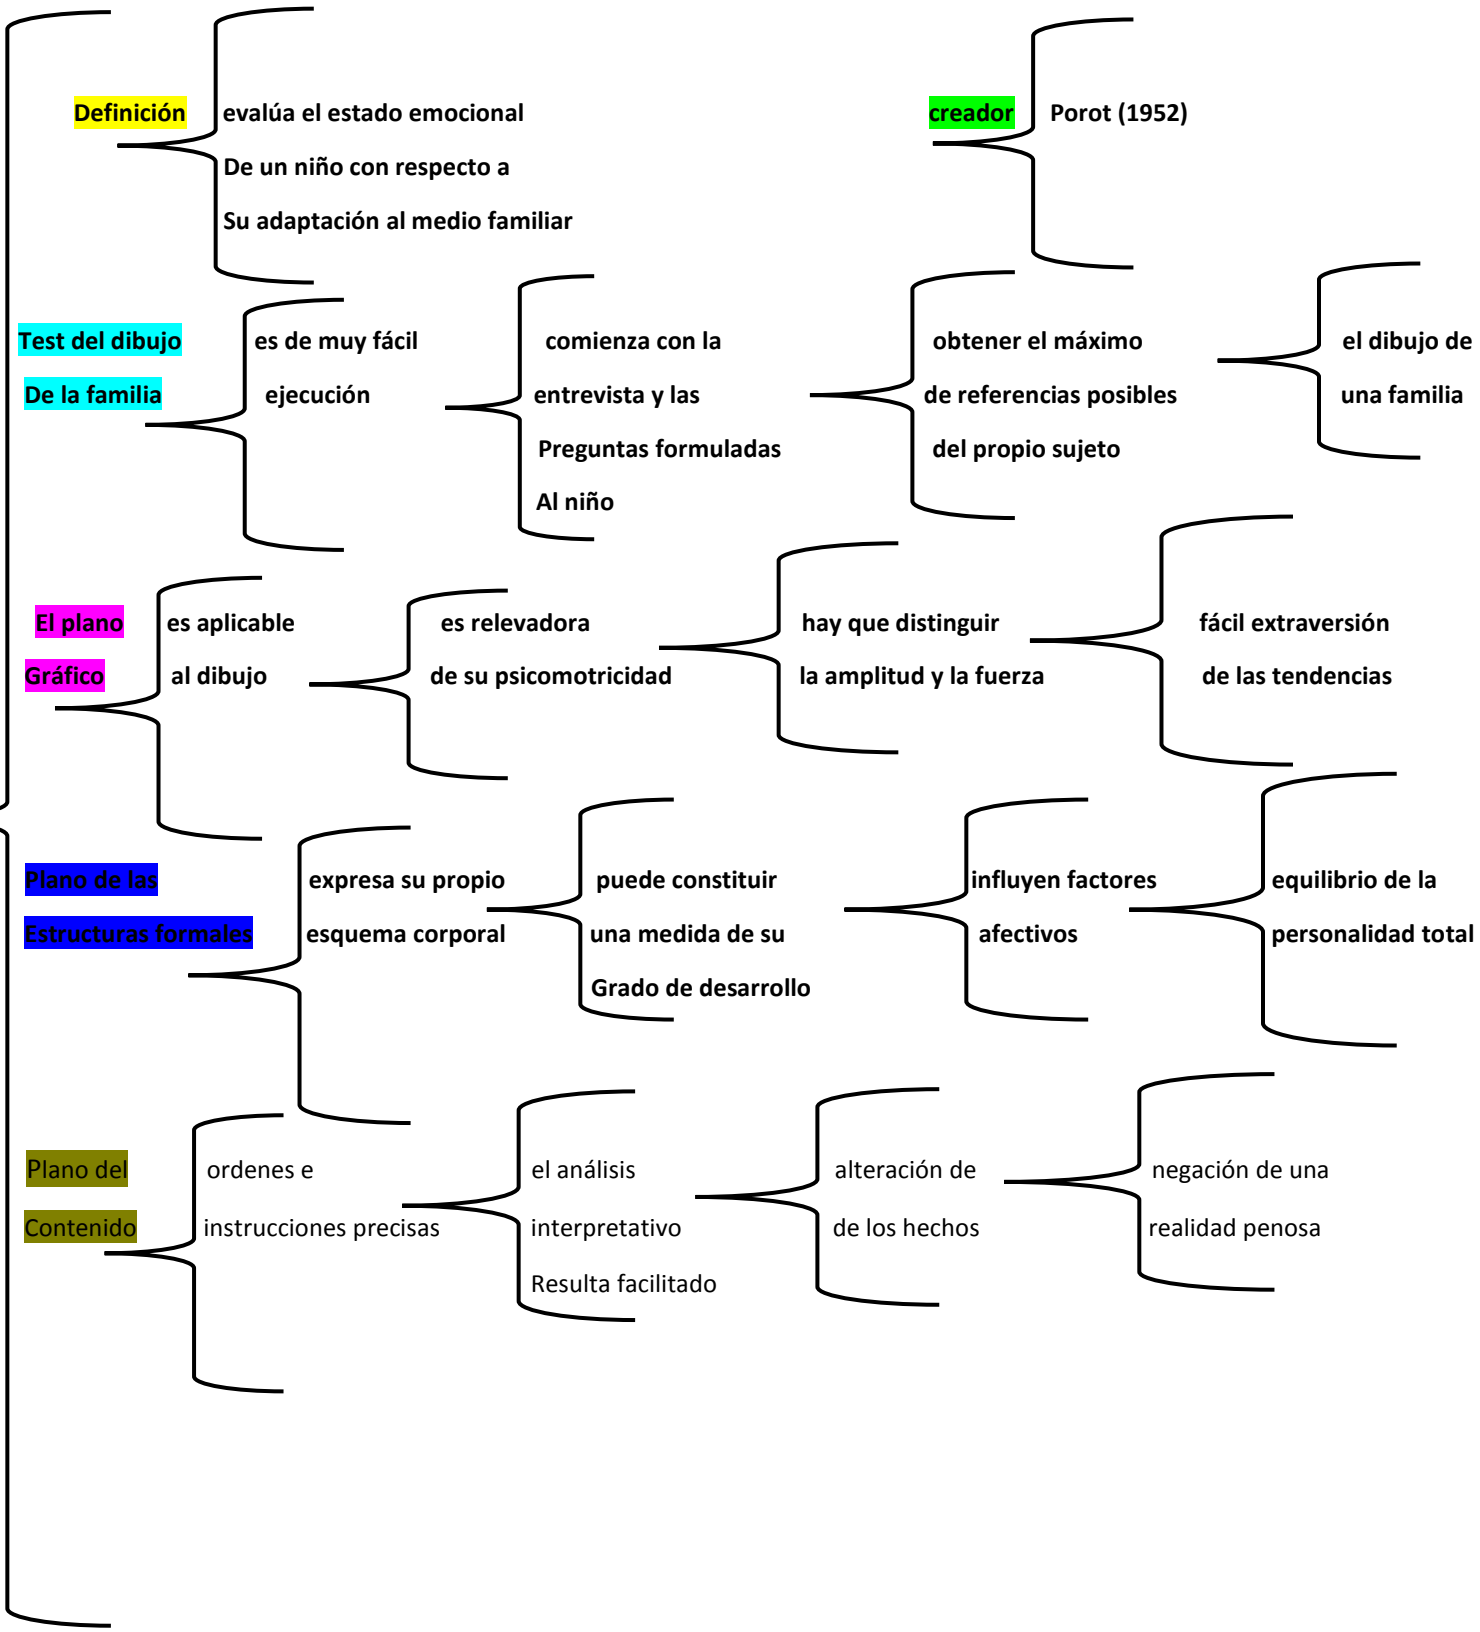 Definición evalúa el estado emocional creador Porot (1952)
De un niño con respecto a
Su adaptación al medio familiar
Test del dibujo es de muy fácil comienza con la obtener el máximo el dibujo de
De la familia ejecución entrevista y las de referencias posibles una familia
Preguntas formuladas del propio sujeto
Al niño
El plano es aplicable es relevadora hay que distinguir fácil extraversión
Gráfico al dibujo de su psicomotricidad la amplitud y la fuerza de las tendencias
Plano de las expresa su propio puede constituir influyen factores equilibrio de la
Estructuras formales esquema corporal una medida de su afectivos personalidad total
Grado de desarrollo
Plano del ordenes e el análisis alteración de negación de una
Contenido instrucciones precisas interpretativo de los hechos realidad penosa
Resulta facilitado